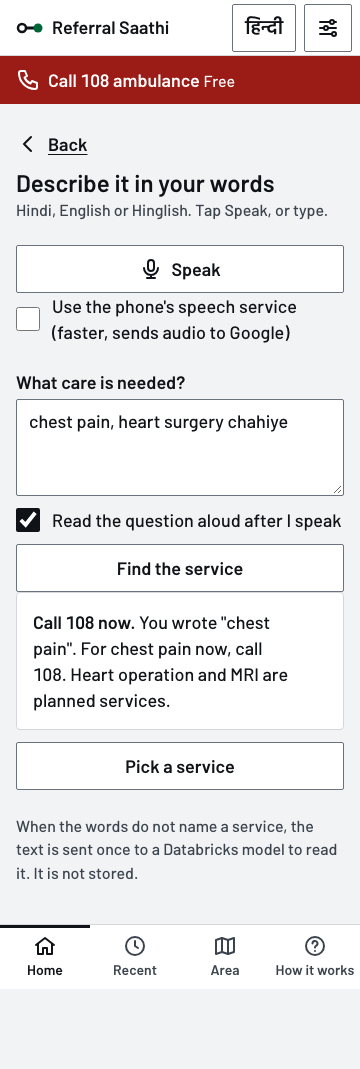 Referral Saathi
हिन्दी
Call 108 ambulance Free
Back
Describe it in your words
Hindi, English or Hinglish. Tap Speak, or type.
Speak
Use the phone's speech service
(faster, sends audio to Google)
What care is needed?
chest pain, heart surgery chahiye
Read the question aloud after I speak
Find the service
Call 108 now. You wrote "chest
pain". For chest pain now, call
108. Heart operation and MRI are
planned services.
Pick a service
When the words do not name a service, the
text is sent once to a Databricks model to read
it. It is not stored.
Home
Recent
Area
How it works